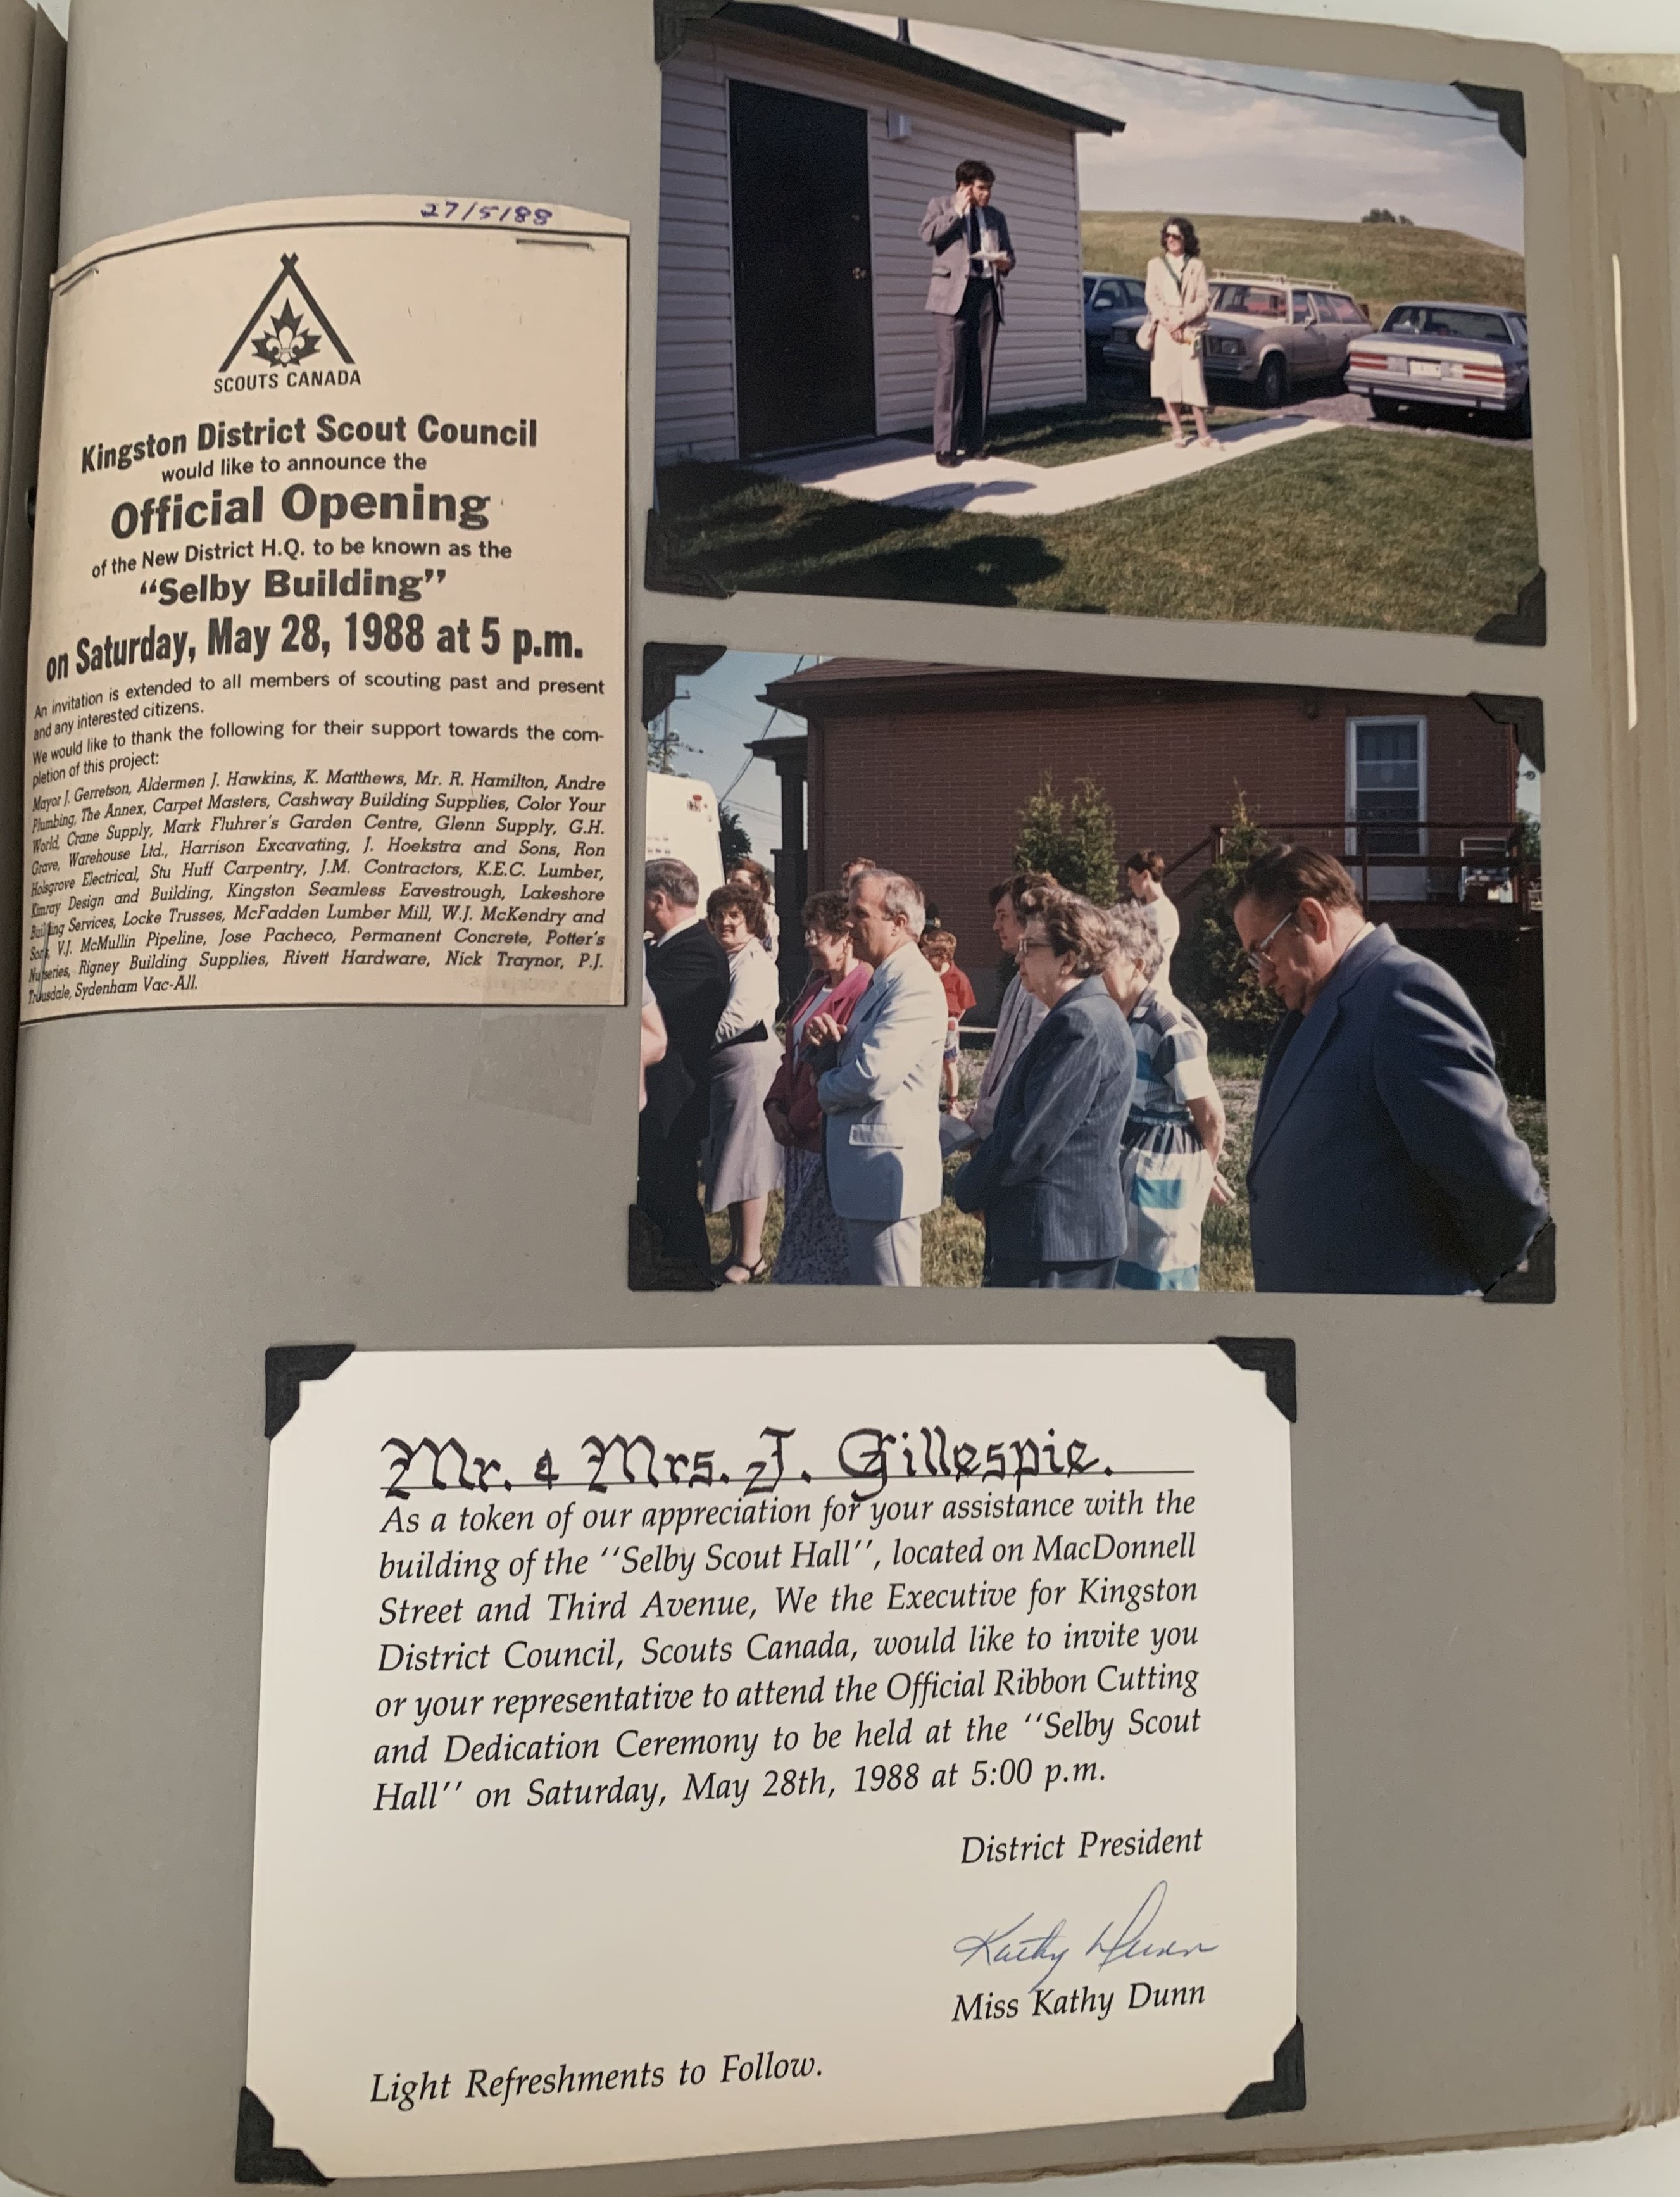 27/5/88
SCOUTS CANADA
Kingston District Scout Council
would like to announce the
Official Opening
of the New District H.Q. to be known as the
“Selby Building”
on Saturday, May 28, 1988 at 5 p.m.
An invitation is extended to all members of scouting past and present
and any interested citizens.
We would like to thank the following for their support towards the com-
pletion of this project:
Mayor J. Gerretson, Aldermen J. Hawkins, K. Matthews, Mr. R. Hamilton, Andre
Plumbing, The Annex, Carpet Masters, Cashway Building Supplies, Color Your
World, Crane Supply, Mark Fluhrer's Garden Centre, Glenn Supply, G.H.
Grave, Warehouse Ltd., Harrison Excavating, J. Hoekstra and Sons, Ron
Holsgrove Electrical, Stu Huff Carpentry, J.M. Contractors, K.E.C. Lumber,
Kimray Design and Building, Kingston Seamless Eavestrough, Lakeshore
Building Services, Locke Trusses, McFadden Lumber Mill, W.J. McKendry and
Sons, V.J. McMullin Pipeline, Jose Pacheco, Permanent Concrete, Potter's
Nurseries, Rigney Building Supplies, Rivett Hardware, Nick Traynor, P.J.
Trousdale, Sydenham Vac-All.
Mr. & Mrs. J. Gillespie.
As a token of our appreciation for your assistance with the
building of the ‘‘Selby Scout Hall’’, located on MacDonnell
Street and Third Avenue, We the Executive for Kingston
District Council, Scouts Canada, would like to invite you
or your representative to attend the Official Ribbon Cutting
and Dedication Ceremony to be held at the ‘‘Selby Scout
Hall’’ on Saturday, May 28th, 1988 at 5:00 p.m.
District President
Kathy Dunn
Miss Kathy Dunn
Light Refreshments to Follow.